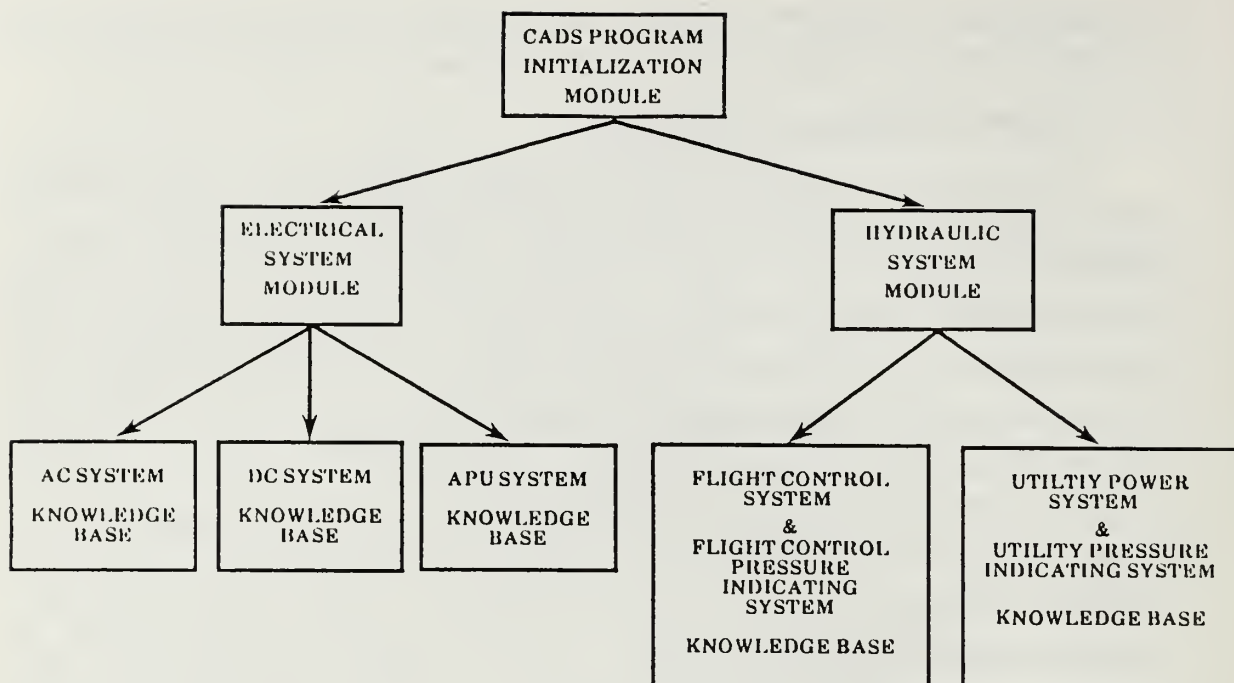 CADS PROGRAM
INITIALIZATION
MODULE
ELECTRICAL
SYSTEM
MODULE
HYDRAULIC
SYSTEM
MODULE
AC SYSTEM
KNOWLEDGE
BASE
DC SYSTEM
KNOWLEDGE
BASE
APU SYSTEM
KNOWLEDGE
BASE
FLIGHT CONTROL
SYSTEM
&
FLIGHT CONTROL
PRESSURE
INDICATING
SYSTEM
KNOWLEDGE BASE
UTILTIY POWER
SYSTEM
&
UTILITY PRESSURE
INDICATING SYSTEM
KNOWLEDGE BASE